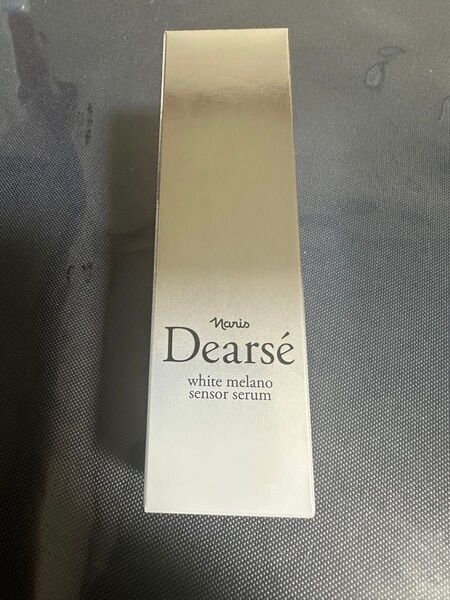 Naris
Dearsé
white melano
sensor serum